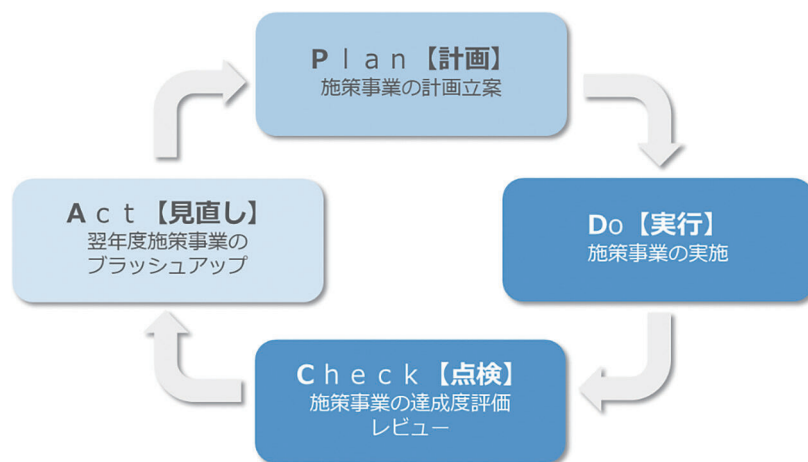 Plan【計画】
施策事業の計画立案
Do【実行】
施策事業の実施
Check【点検】
施策事業の達成度評価
レビュー
Act【見直し】
翌年度施策事業の
ブラッシュアップ